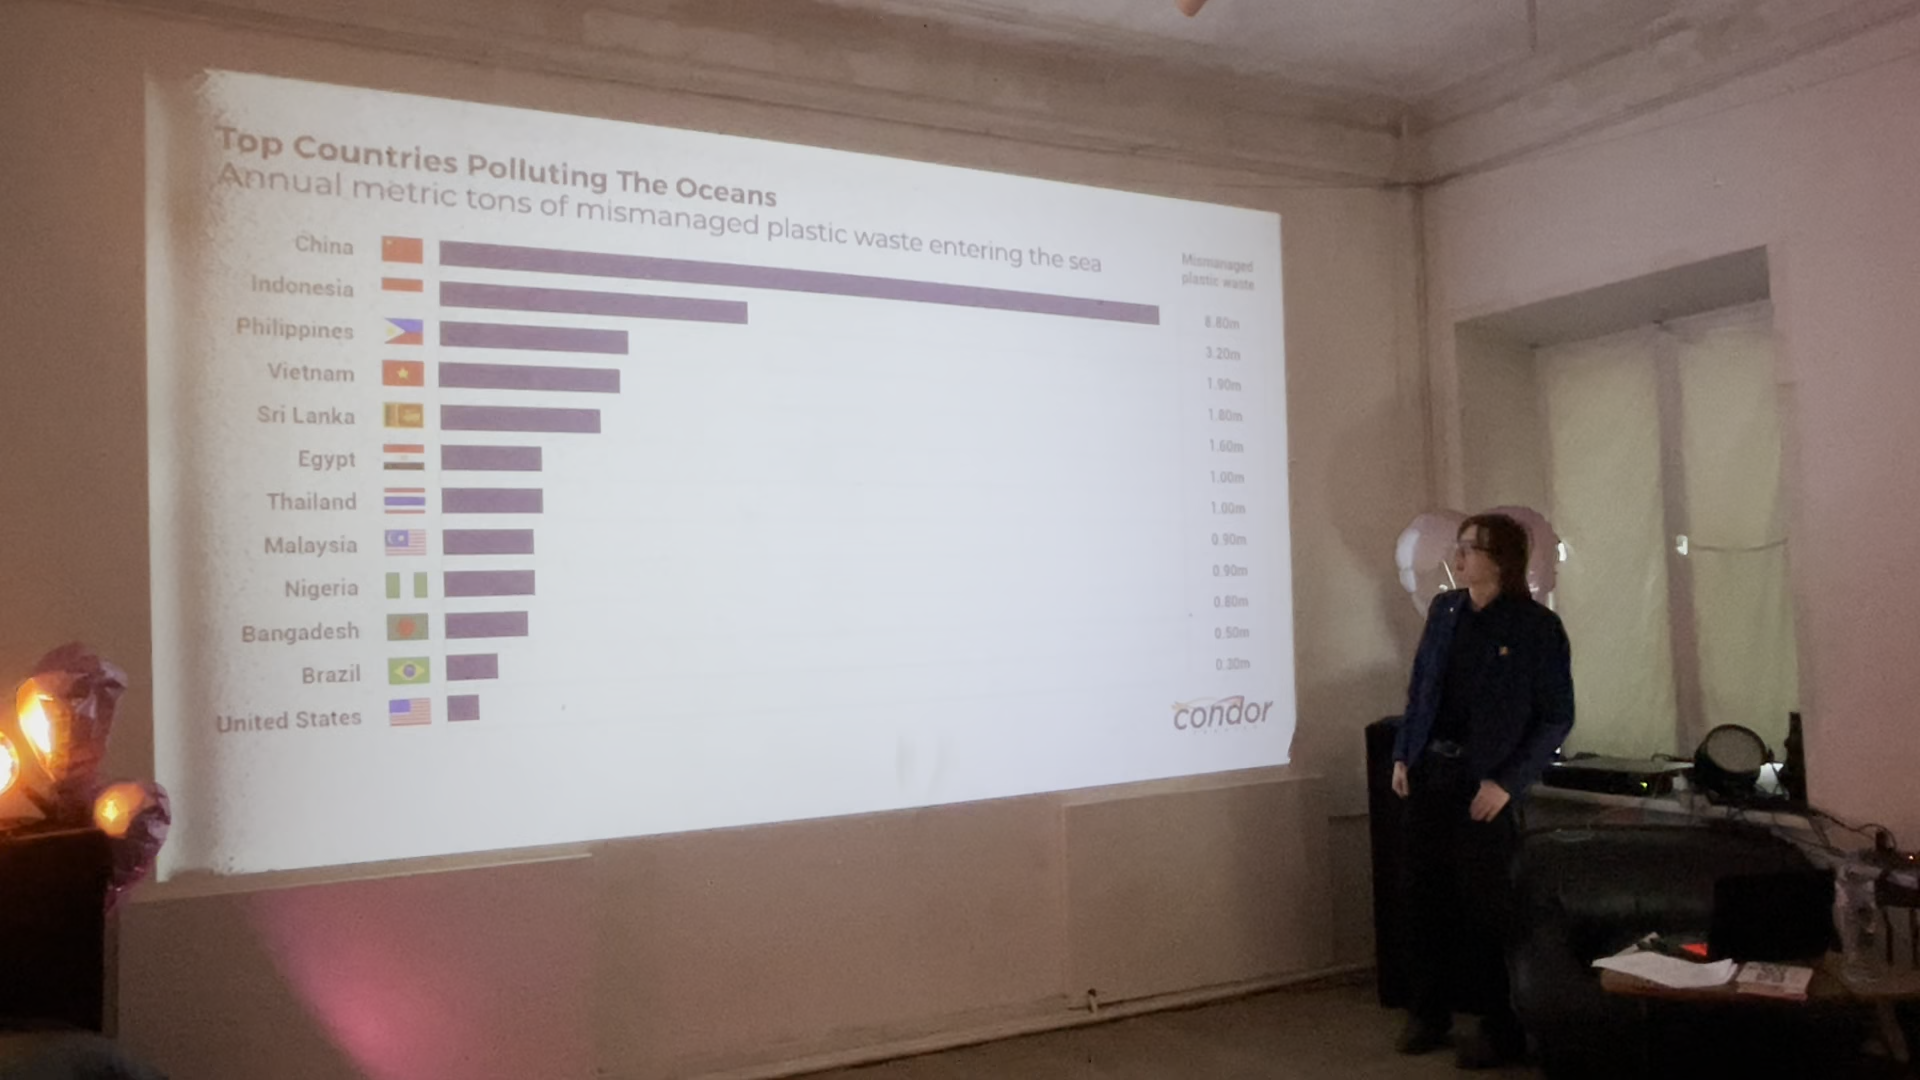 Top Countries Polluting The Oceans
Annual metric tons of mismanaged plastic waste entering the sea
Mismanaged
plastic waste
China 8.80m
Indonesia 3.20m
Philippines 1.90m
Vietnam 1.80m
Sri Lanka 1.60m
Egypt 1.00m
Thailand 1.00m
Malaysia 0.90m
Nigeria 0.90m
Bangadesh 0.80m
Brazil 0.50m
United States 0.30m
condor